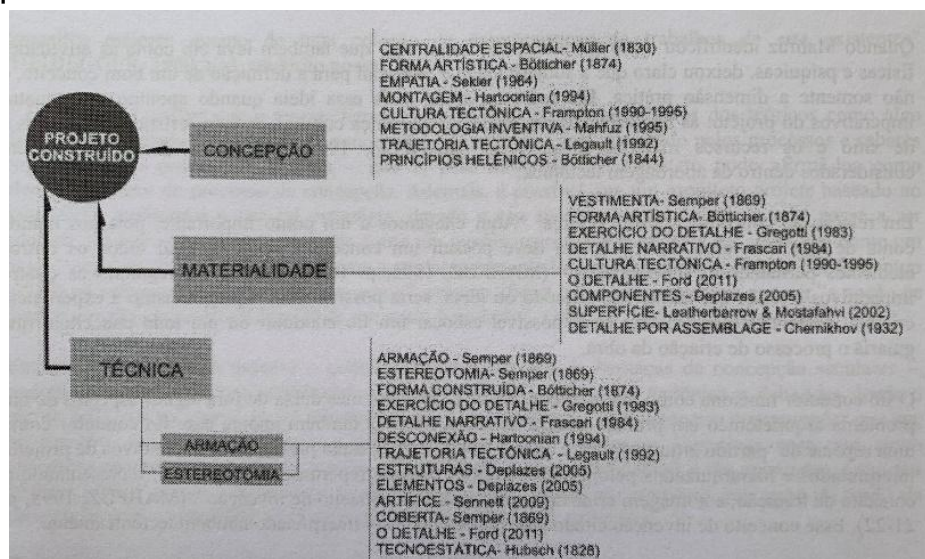 PROJETO
CONSTRUÍDO
CONCEPÇÃO
CENTRALIDADE ESPACIAL- Müller (1830)
FORMA ARTÍSTICA- Bötticher (1874)
EMPATIA - Sekler (1964)
MONTAGEM - Hartoonian (1994)
CULTURA TECTÔNICA - Frampton (1990-1995)
METODOLOGIA INVENTIVA - Mahfuz (1995)
TRAJETÓRIA TECTÔNICA - Legault (1992)
PRINCÍPIOS HELÊNICOS - Bötticher (1844)
MATERIALIDADE
VESTIMENTA- Semper (1869)
FORMA ARTÍSTICA- Bötticher (1874)
EXERCÍCIO DO DETALHE - Gregotti (1983)
DETALHE NARRATIVO - Frascari (1984)
CULTURA TECTÔNICA - Frampton (1990-1995)
O DETALHE - Ford (2011)
COMPONENTES - Deplazes (2005)
SUPERFÍCIE- Leatherbarrow & Mostafahvi (2002)
DETALHE POR ASSEMBLAGE - Chernikhov (1932)
TÉCNICA
ARMAÇÃO
ESTEREOTOMIA
ARMAÇÃO - Semper (1869)
ESTEREOTOMIA- Semper (1869)
FORMA CONSTRUÍDA - Bötticher (1874)
EXERCÍCIO DO DETALHE - Gregotti (1983)
DETALHE NARRATIVO - Frascari (1984)
DESCONEXÃO - Hartoonian (1994)
TRAJETORIA TECTÔNICA - Legault (1992)
ESTRUTURAS - Deplazes (2005)
ELEMENTOS - Deplazes (2005)
ARTÍFICE - Sennett (2009)
COBERTA- Semper (1869)
O DETALHE - Ford (2011)
TECNOESTÁTICA- Hubsch (1828)